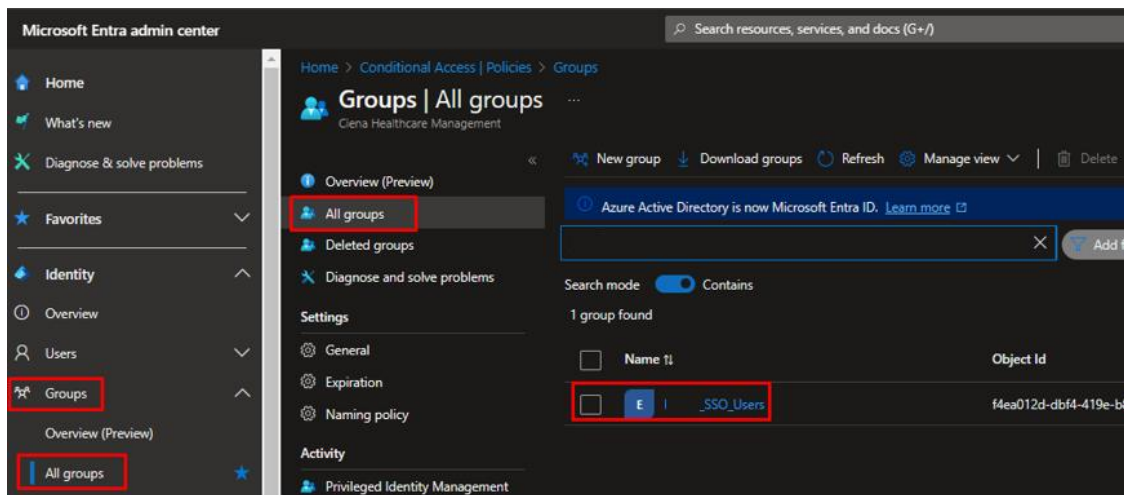 Microsoft Entra admin center
Search resources, services, and docs (G+/)
Home
What's new
Diagnose & solve problems
Favorites
Identity
Overview
Users
Groups
Overview (Preview)
All groups
Home > Conditional Access | Policies > Groups
Groups | All groups ...
Ciena Healthcare Management
«
Overview (Preview)
All groups
Deleted groups
Diagnose and solve problems
Settings
General
Expiration
Naming policy
Activity
Privileged Identity Management
New group Download groups Refresh Manage view | Delete
Azure Active Directory is now Microsoft Entra ID. Learn more
Add f
Search mode Contains
1 group found
Name Object Id
E _SSO_Users f4ea012d-dbf4-419e-b